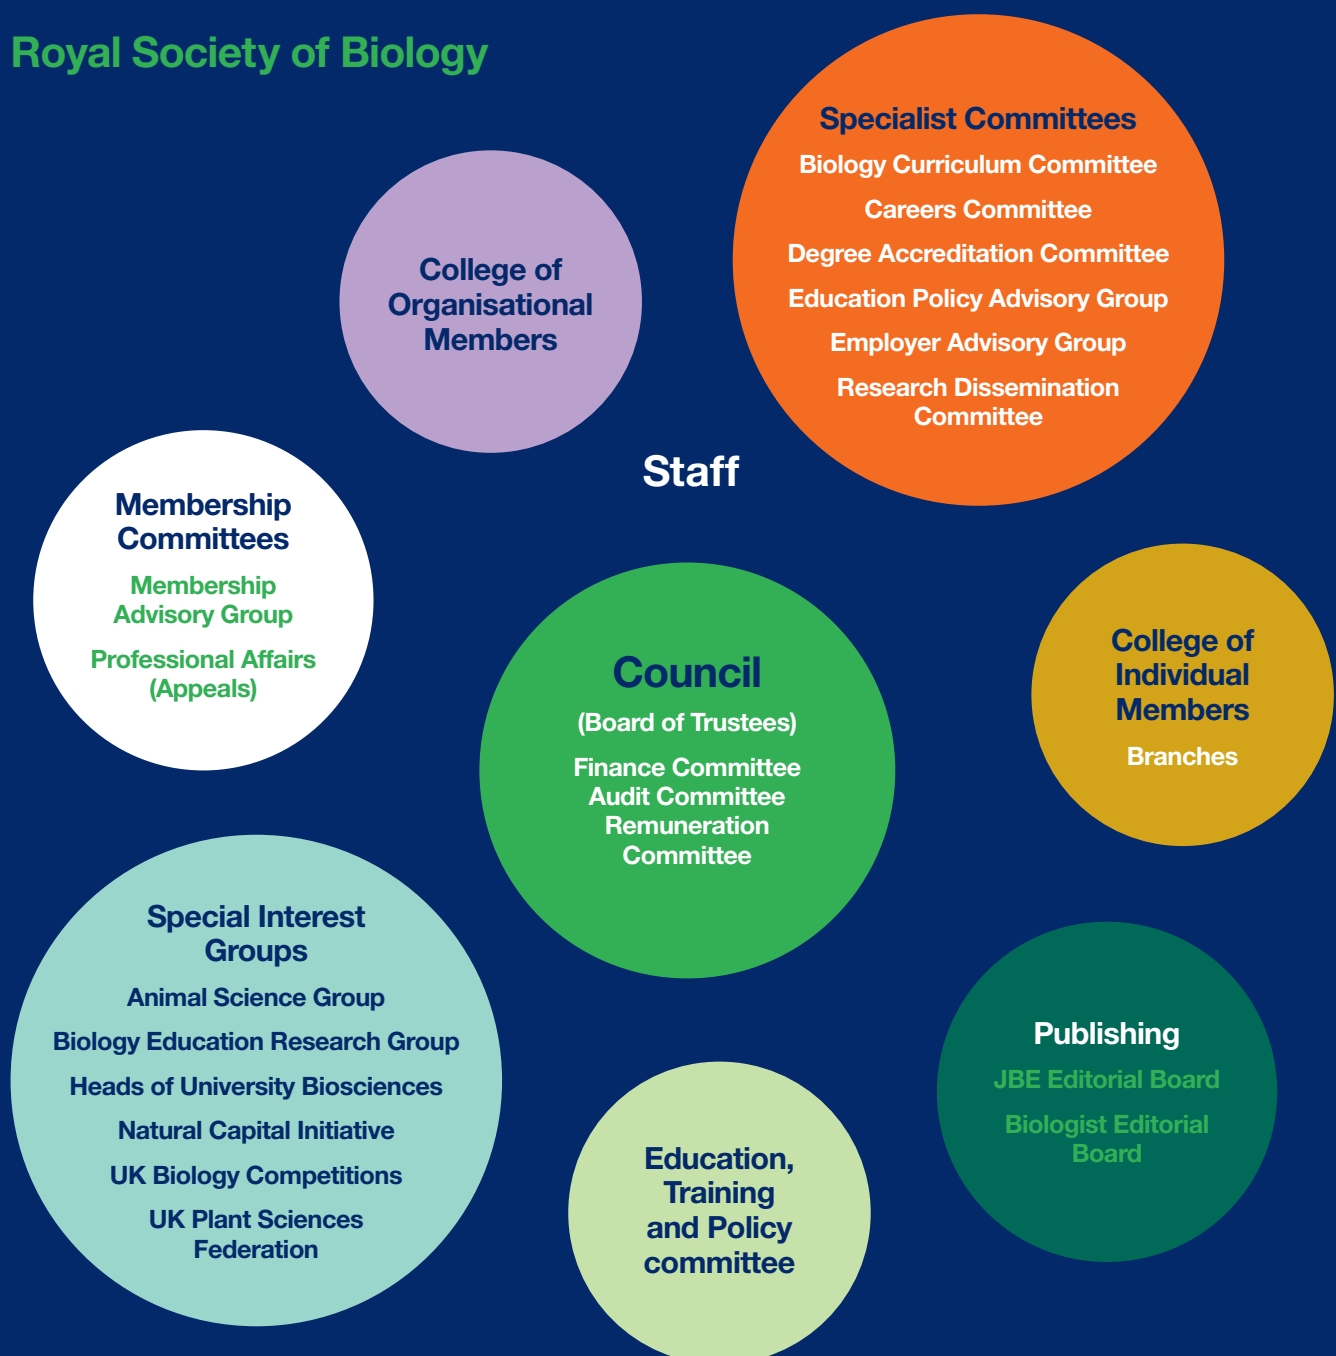 Royal Society of Biology
Specialist Committees
Biology Curriculum Committee
Careers Committee
Degree Accreditation Committee
Education Policy Advisory Group
Employer Advisory Group
Research Dissemination
Committee
College of
Organisational
Members
Staff
Membership
Committees
Membership
Advisory Group
Professional Affairs
(Appeals)
Council
(Board of Trustees)
Finance Committee
Audit Committee
Remuneration
Committee
College of
Individual
Members
Branches
Special Interest
Groups
Animal Science Group
Biology Education Research Group
Heads of University Biosciences
Natural Capital Initiative
UK Biology Competitions
UK Plant Sciences
Federation
Education,
Training
and Policy
committee
Publishing
JBE Editorial Board
Biologist Editorial
Board